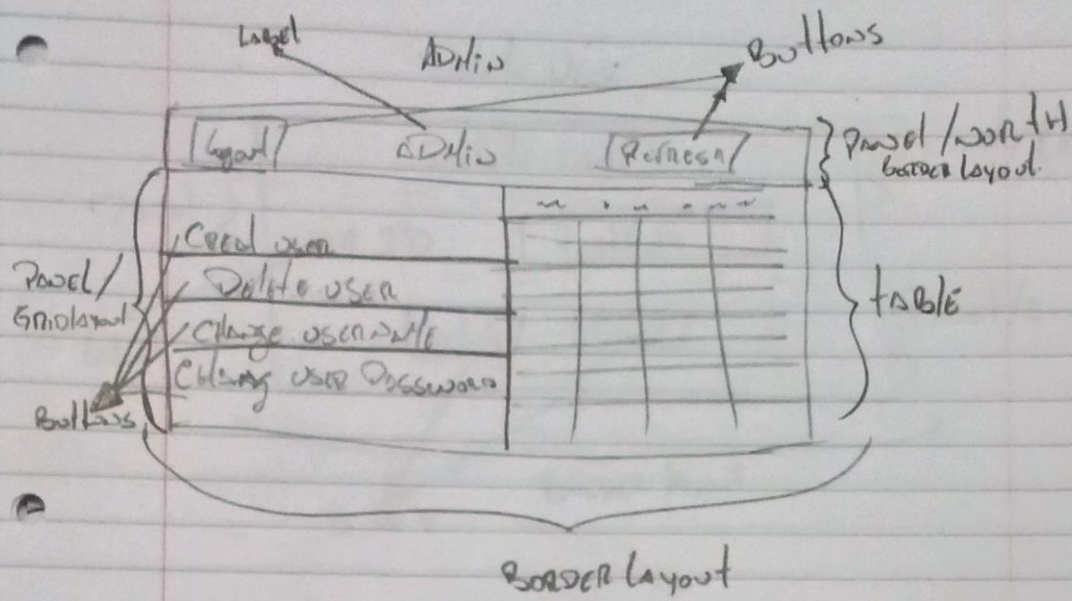 Label
ADMiN
Buttons
Logout
ADMiN
Refresh
PANel / NORTH
BORDER Layout.
Creat user
Delete USER
Change USERNAME
Chang USER PASSWORD
PANel /
GRIDLayout
Buttons
tABlE
BORDER LAyout